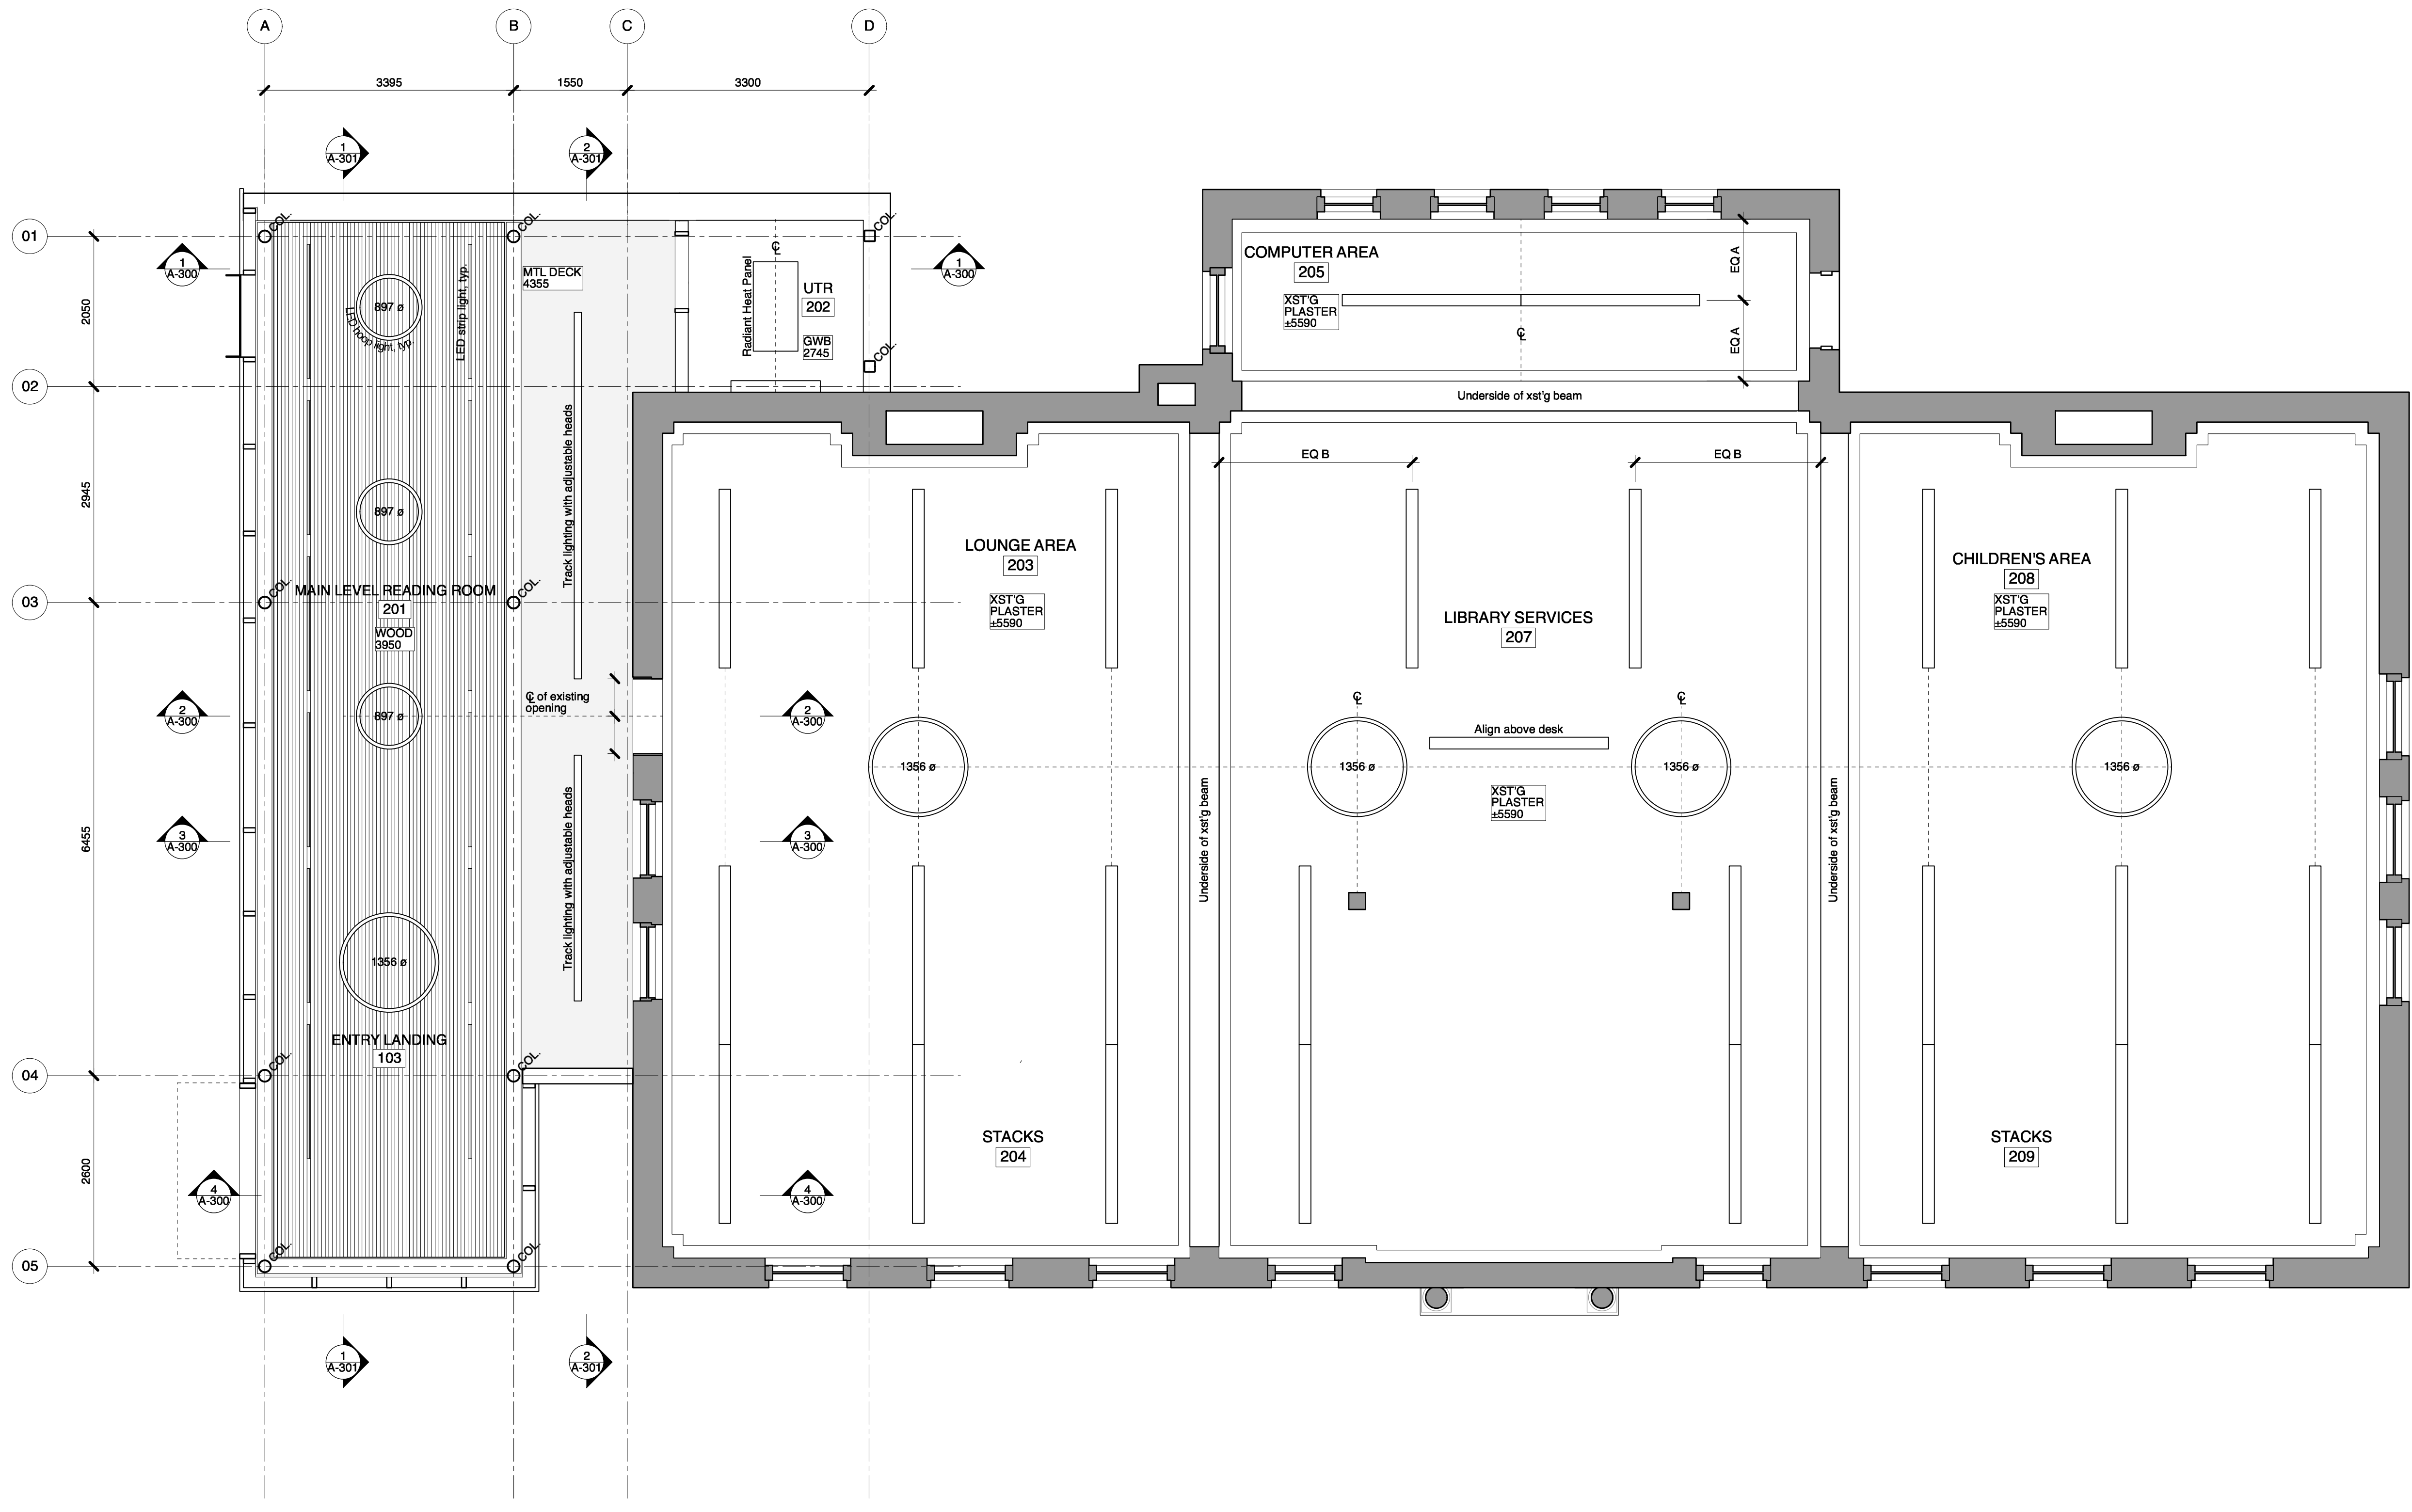 A
B
C
D
3395
1550
3300
1
A-301
2
A-301
01
02
03
04
05
2050
2945
6455
2600
1
A-300
1
A-300
COL.
COL.
COL.
COL.
897 ø
LED hoop light, typ.
LED strip light, typ.
MTL DECK
4355
Radiant Heat Panel
℄
UTR
202
GWB
2745
COMPUTER AREA
205
XST'G
PLASTER
±5590
℄
EQ A
EQ A
Underside of xst'g beam
Track lighting with adjustable heads
897 ø
EQ B
EQ B
LOUNGE AREA
203
XST'G
PLASTER
±5590
CHILDREN'S AREA
208
XST'G
PLASTER
±5590
COL.
COL.
MAIN LEVEL READING ROOM
201
WOOD
3950
LIBRARY SERVICES
207
2
A-300
897 ø
℄ of existing
opening
2
A-300
℄
℄
Align above desk
1356 ø
1356 ø
1356 ø
1356 ø
XST'G
PLASTER
±5590
3
A-300
3
A-300
Track lighting with adjustable heads
Underside of xst'g beam
Underside of xst'g beam
1356 ø
ENTRY LANDING
103
COL.
COL.
STACKS
204
STACKS
209
4
A-300
4
A-300
COL.
COL.
1
A-301
2
A-301